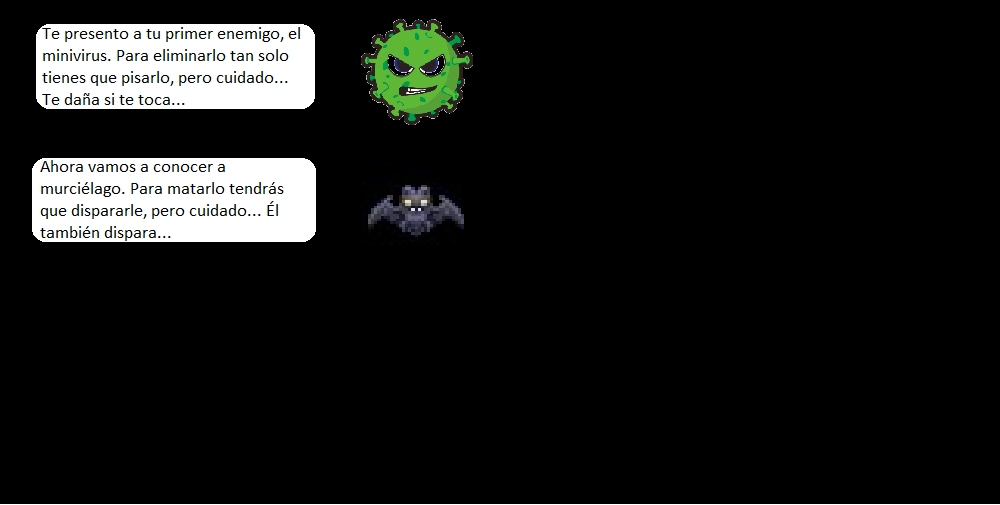 Te presento a tu primer enemigo, el
minivirus. Para eliminarlo tan solo
tienes que pisarlo, pero cuidado...
Te daña si te toca...
Ahora vamos a conocer a
murciélago. Para matarlo tendrás
que dispararle, pero cuidado... Él
también dispara...